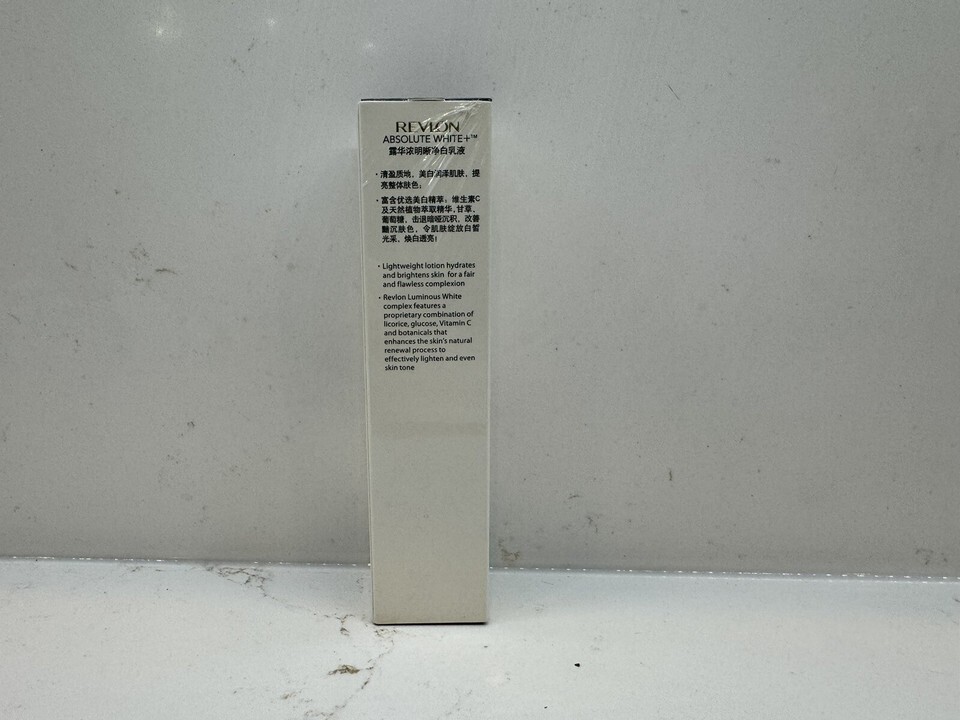 REVLON
ABSOLUTE WHITE+™
露华浓明晰净白乳液
·清盈质地，美白润泽肌肤，提
亮整体肤色；
·富含优选美白精萃：维生素C
及天然植物萃取精华，甘草，
葡萄糖，击退暗哑沉积，改善
黯沉肤色，令肌肤绽放白皙
光采，焕白透亮！
· Lightweight lotion hydrates
and brightens skin for a fair
and flawless complexion
· Revlon Luminous White
complex features a
proprietary combination of
licorice, glucose, Vitamin C
and botanicals that
enhances the skin's natural
renewal process to
effectively lighten and even
skin tone